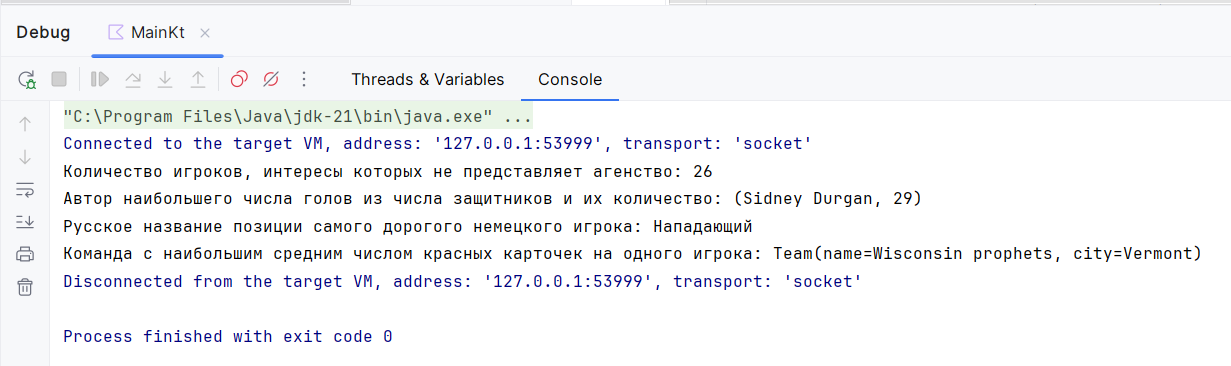 Debug MainKt
Threads & Variables Console
"C:\Program Files\Java\jdk-21\bin\java.exe" ...
Connected to the target VM, address: '127.0.0.1:53999', transport: 'socket'
Количество игроков, интересы которых не представляет агенство: 26
Автор наибольшего числа голов из числа защитников и их количество: (Sidney Durgan, 29)
Русское название позиции самого дорогого немецкого игрока: Нападающий
Команда с наибольшим средним числом красных карточек на одного игрока: Team(name=Wisconsin prophets, city=Vermont)
Disconnected from the target VM, address: '127.0.0.1:53999', transport: 'socket'
Process finished with exit code 0